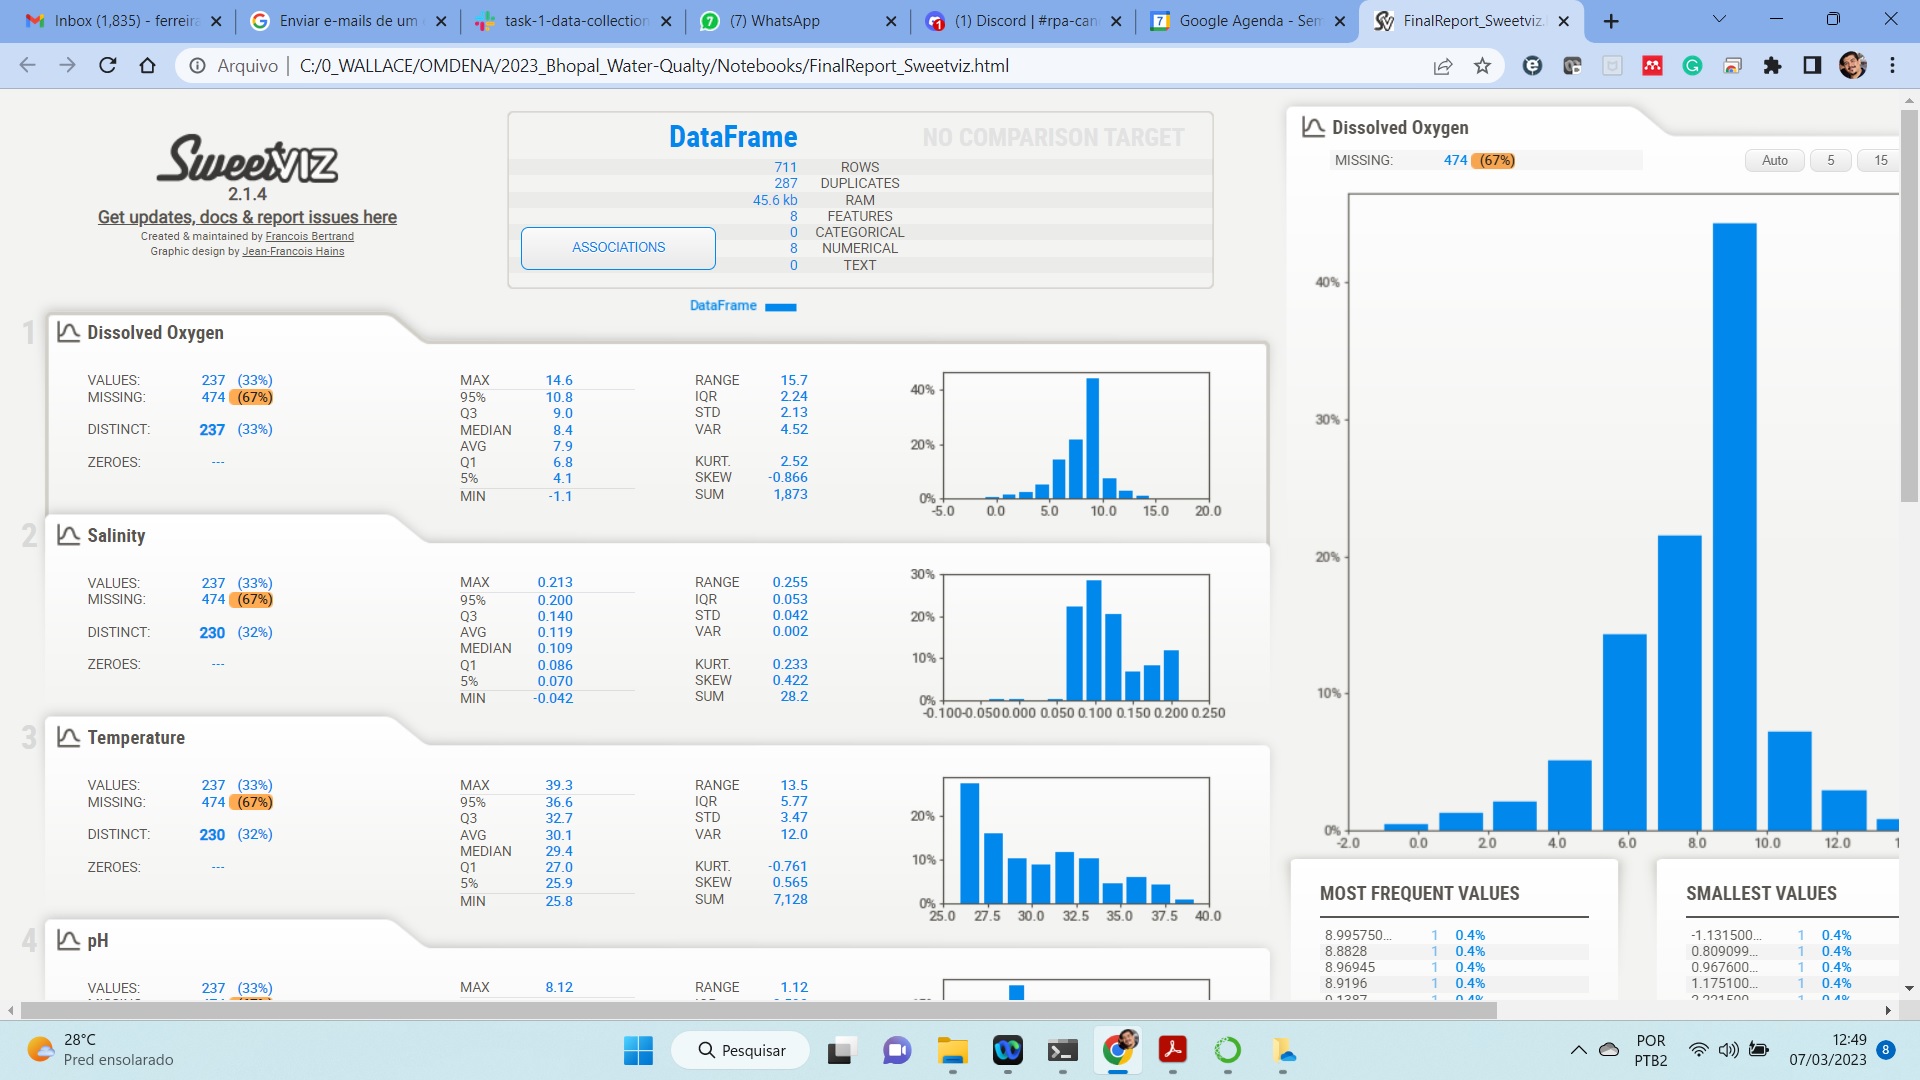 Inbox (1,835) - ferreira
Enviar e-mails de um
task-1-data-collection
(7) WhatsApp
(1) Discord | #rpa-can
Google Agenda - Sem
FinalReport_Sweetviz.
Arquivo
C:/0_WALLACE/OMDENA/2023_Bhopal_Water-Qualty/Notebooks/FinalReport_Sweetviz.html
SweetVIZ
2.1.4
Get updates, docs & report issues here
Created & maintained by Francois Bertrand
Graphic design by Jean-Francois Hains
DataFrame
NO COMPARISON TARGET
711 ROWS
287 DUPLICATES
45.6 kb RAM
8 FEATURES
0 CATEGORICAL
8 NUMERICAL
0 TEXT
ASSOCIATIONS
DataFrame
1
Dissolved Oxygen
VALUES: 237 (33%)
MISSING: 474 (67%)
DISTINCT: 237 (33%)
ZEROES: ---
MAX 14.6
95% 10.8
Q3 9.0
MEDIAN 8.4
AVG 7.9
Q1 6.8
5% 4.1
MIN -1.1
RANGE 15.7
IQR 2.24
STD 2.13
VAR 4.52
KURT. 2.52
SKEW -0.866
SUM 1,873
40%
20%
0%
-5.0 0.0 5.0 10.0 15.0 20.0
2
Salinity
VALUES: 237 (33%)
MISSING: 474 (67%)
DISTINCT: 230 (32%)
ZEROES: ---
MAX 0.213
95% 0.200
Q3 0.140
AVG 0.119
MEDIAN 0.109
Q1 0.086
5% 0.070
MIN -0.042
RANGE 0.255
IQR 0.053
STD 0.042
VAR 0.002
KURT. 0.233
SKEW 0.422
SUM 28.2
30%
20%
10%
0%
-0.100 -0.050 0.000 0.050 0.100 0.150 0.200 0.250
3
Temperature
VALUES: 237 (33%)
MISSING: 474 (67%)
DISTINCT: 230 (32%)
ZEROES: ---
MAX 39.3
95% 36.6
Q3 32.7
AVG 30.1
MEDIAN 29.4
Q1 27.0
5% 25.9
MIN 25.8
RANGE 13.5
IQR 5.77
STD 3.47
VAR 12.0
KURT. -0.761
SKEW 0.565
SUM 7,128
20%
10%
0%
25.0 27.5 30.0 32.5 35.0 37.5 40.0
4
pH
VALUES: 237 (33%)
MAX 8.12
RANGE 1.12
Dissolved Oxygen
MISSING: 474 (67%)
Auto 5 15
40%
30%
20%
10%
0%
-2.0 0.0 2.0 4.0 6.0 8.0 10.0 12.0
MOST FREQUENT VALUES
8.995750... 1 0.4%
8.8828 1 0.4%
8.96945 1 0.4%
8.9196 1 0.4%
SMALLEST VALUES
-1.131500... 1 0.4%
0.809099... 1 0.4%
0.967600... 1 0.4%
1.175100... 1 0.4%
28°C
Pred ensolarado
Pesquisar
POR
PTB2
12:49
07/03/2023
8